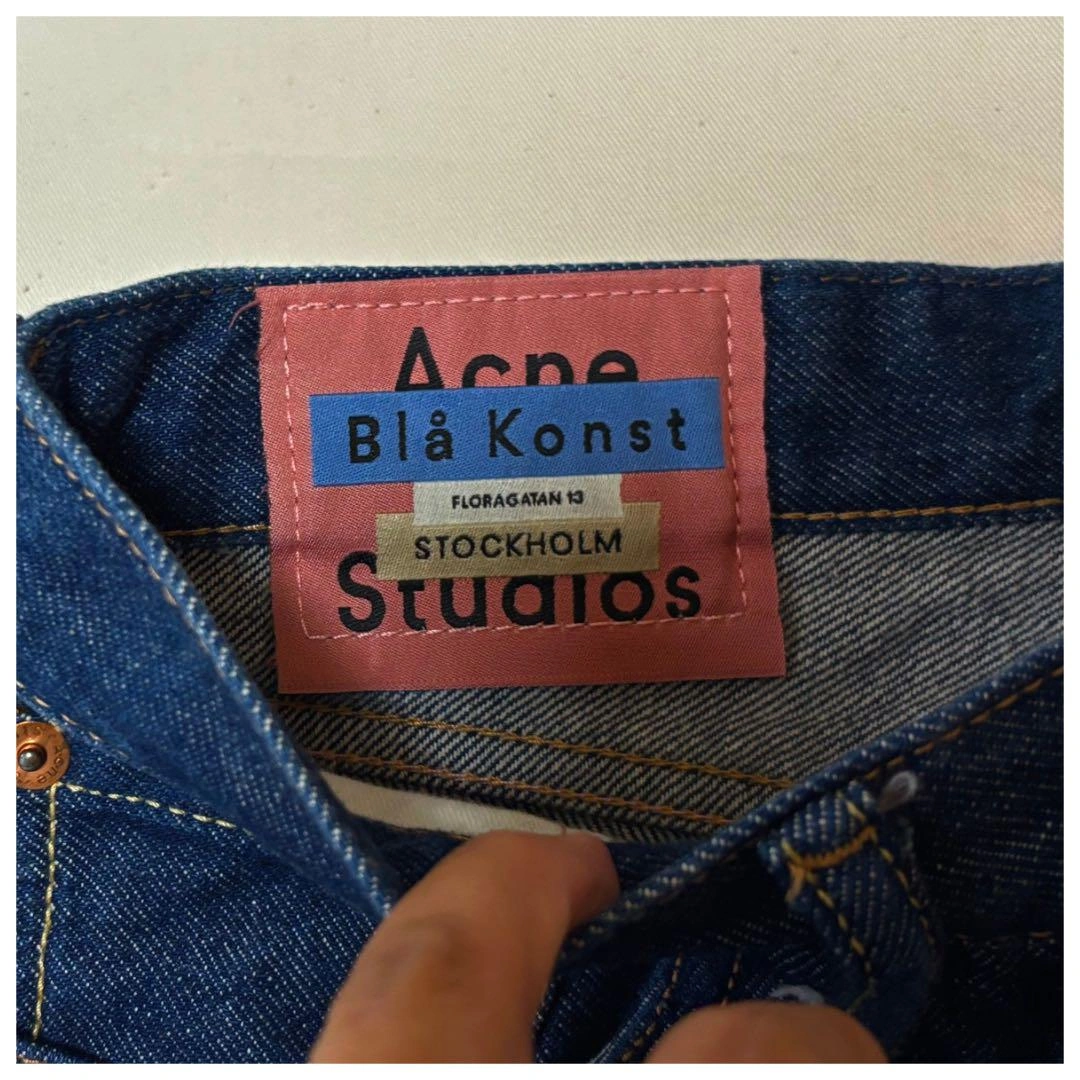 Acne
Blå Konst
FLORAGATAN 13
STOCKHOLM
Studios